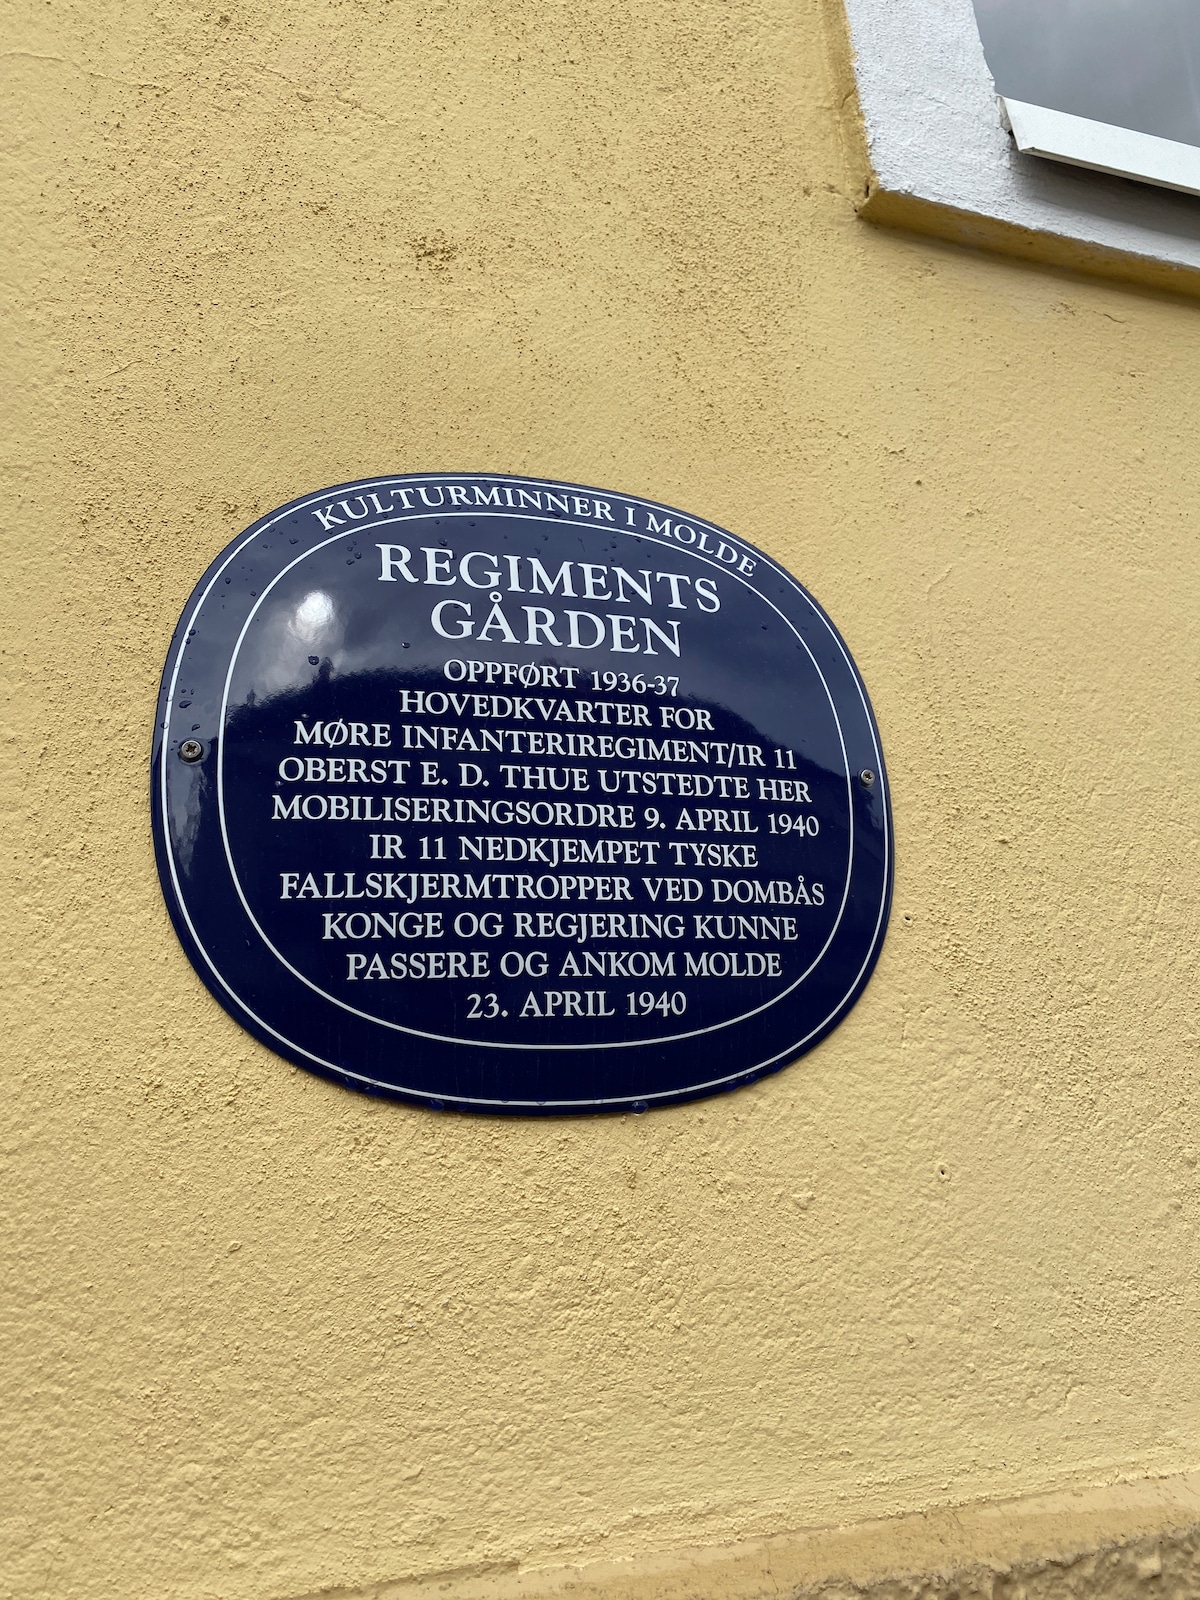 KULTURMINNER I MOLDE
REGIMENTS
GÅRDEN
OPPFØRT 1936-37
HOVEDKVARTER FOR
MØRE INFANTERIREGIMENT/IR 11
OBERST E. D. THUE UTSTEDTE HER
MOBILISERINGSORDRE 9. APRIL 1940
IR 11 NEDKJEMPET TYSKE
FALLSKJERMTROPPER VED DOMBÅS
KONGE OG REGJERING KUNNE
PASSERE OG ANKOM MOLDE
23. APRIL 1940